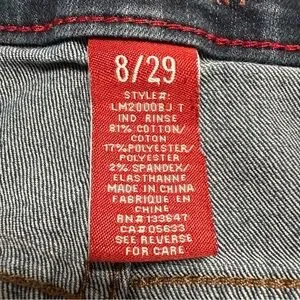 8/29
STYLE#:
LM2000BJ T
IND RINSE
81% COTTON/
COTON
17%POLYESTER/
POLYESTER
2% SPANDEX/
ELASTHANNE
MADE IN CHINA
FABRIQUE EN
CHINE
RN# 133647
CA# 05633
SEE REVERSE
FOR CARE